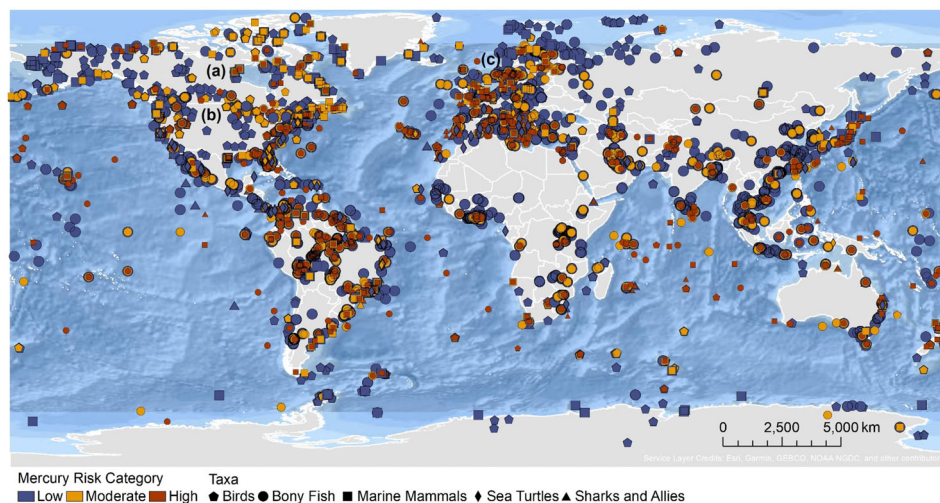 (a)
(b)
(c)
0 2,500 5,000 km
Service Layer Credits: Esri, Garmin, GEBCO, NOAA NGDC, and other contributor
Mercury Risk Category
Low Moderate High
Taxa
Birds Bony Fish Marine Mammals Sea Turtles Sharks and Allies